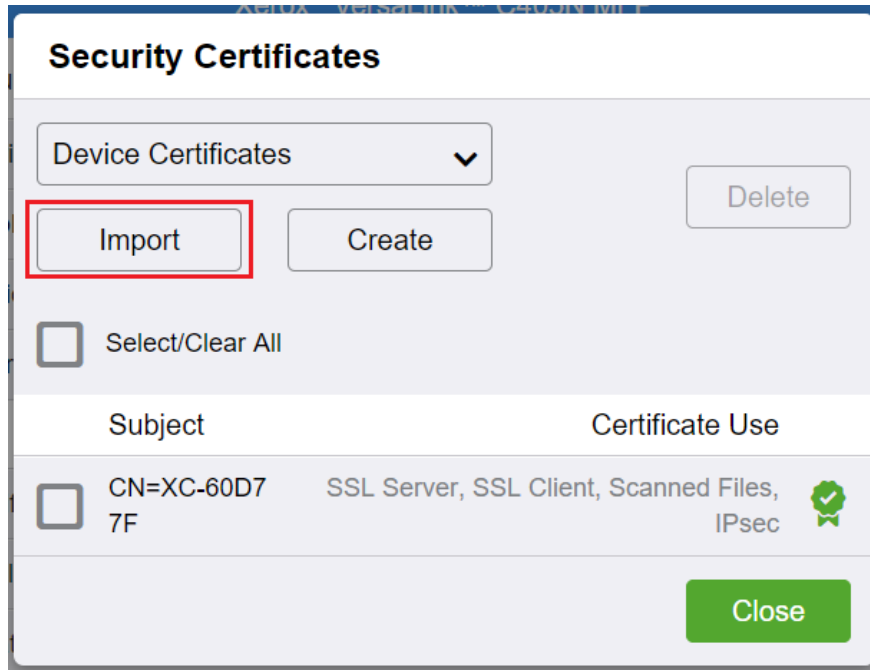 Security Certificates
Device Certificates
Delete
Import
Create
Select/Clear All
Subject
Certificate Use
CN=XC-60D7
7F
SSL Server, SSL Client, Scanned Files,
IPsec
Close